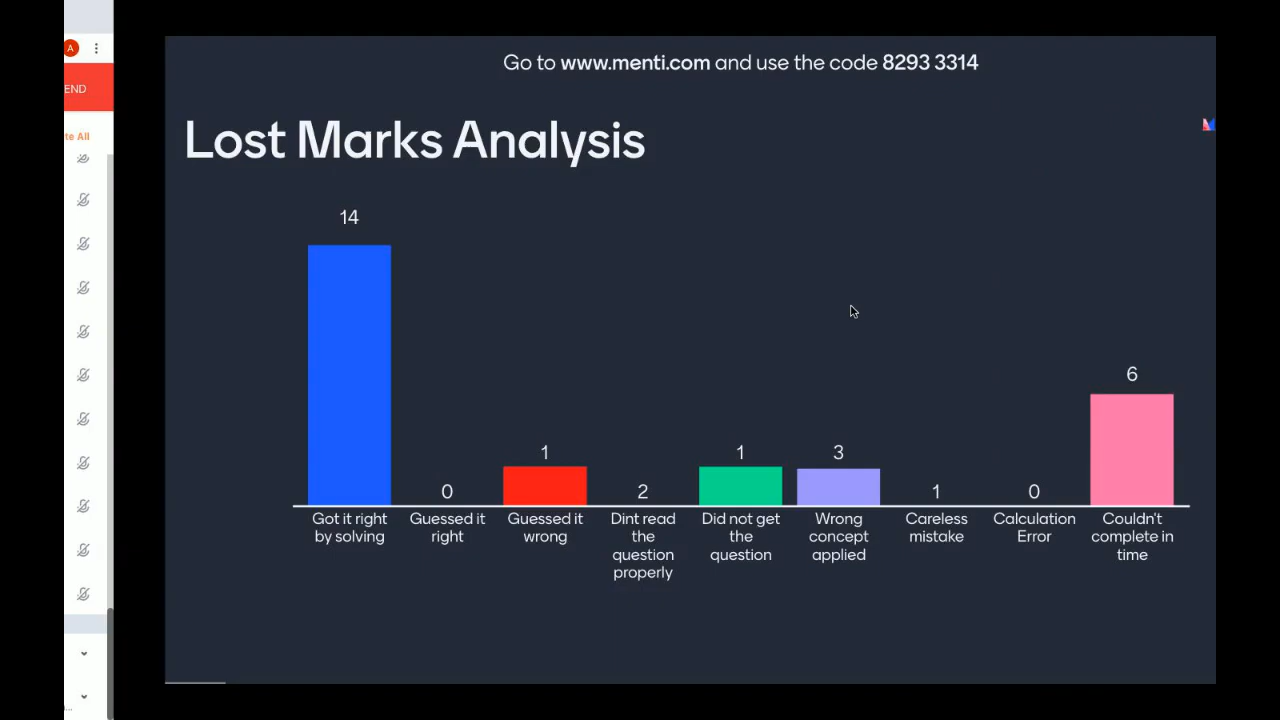 A
END
te All
Go to www.menti.com and use the code 8293 3314
Lost Marks Analysis
14
0
1
2
1
3
1
0
6
Got it right
by solving
Guessed it
right
Guessed it
wrong
Dint read
the
question
properly
Did not get
the
question
Wrong
concept
applied
Careless
mistake
Calculation
Error
Couldn't
complete in
time